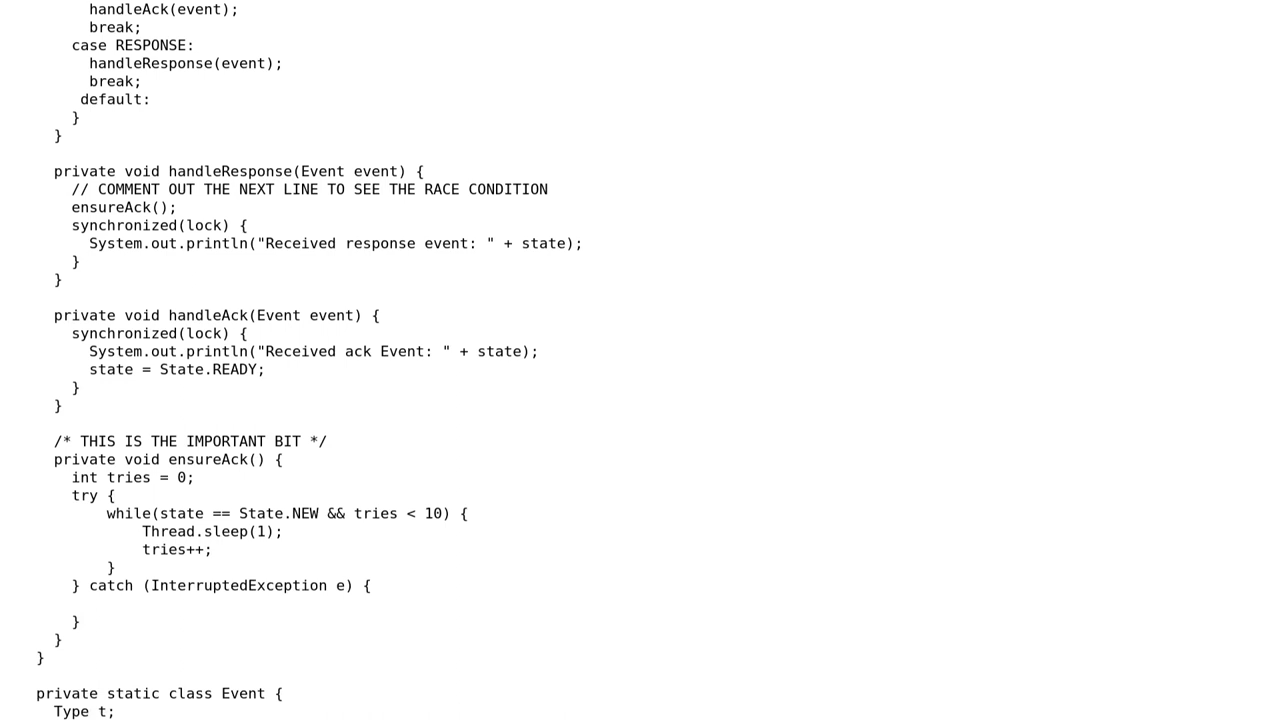 handleAck(event);
break;
case RESPONSE:
handleResponse(event);
break;
default:
}
}
private void handleResponse(Event event) {
// COMMENT OUT THE NEXT LINE TO SEE THE RACE CONDITION
ensureAck();
synchronized(lock) {
System.out.println("Received response event: " + state);
}
}
private void handleAck(Event event) {
synchronized(lock) {
System.out.println("Received ack Event: " + state);
state = State.READY;
}
}
/* THIS IS THE IMPORTANT BIT */
private void ensureAck() {
int tries = 0;
try {
while(state == State.NEW && tries < 10) {
Thread.sleep(1);
tries++;
}
} catch (InterruptedException e) {
}
}
}
private static class Event {
Type t;